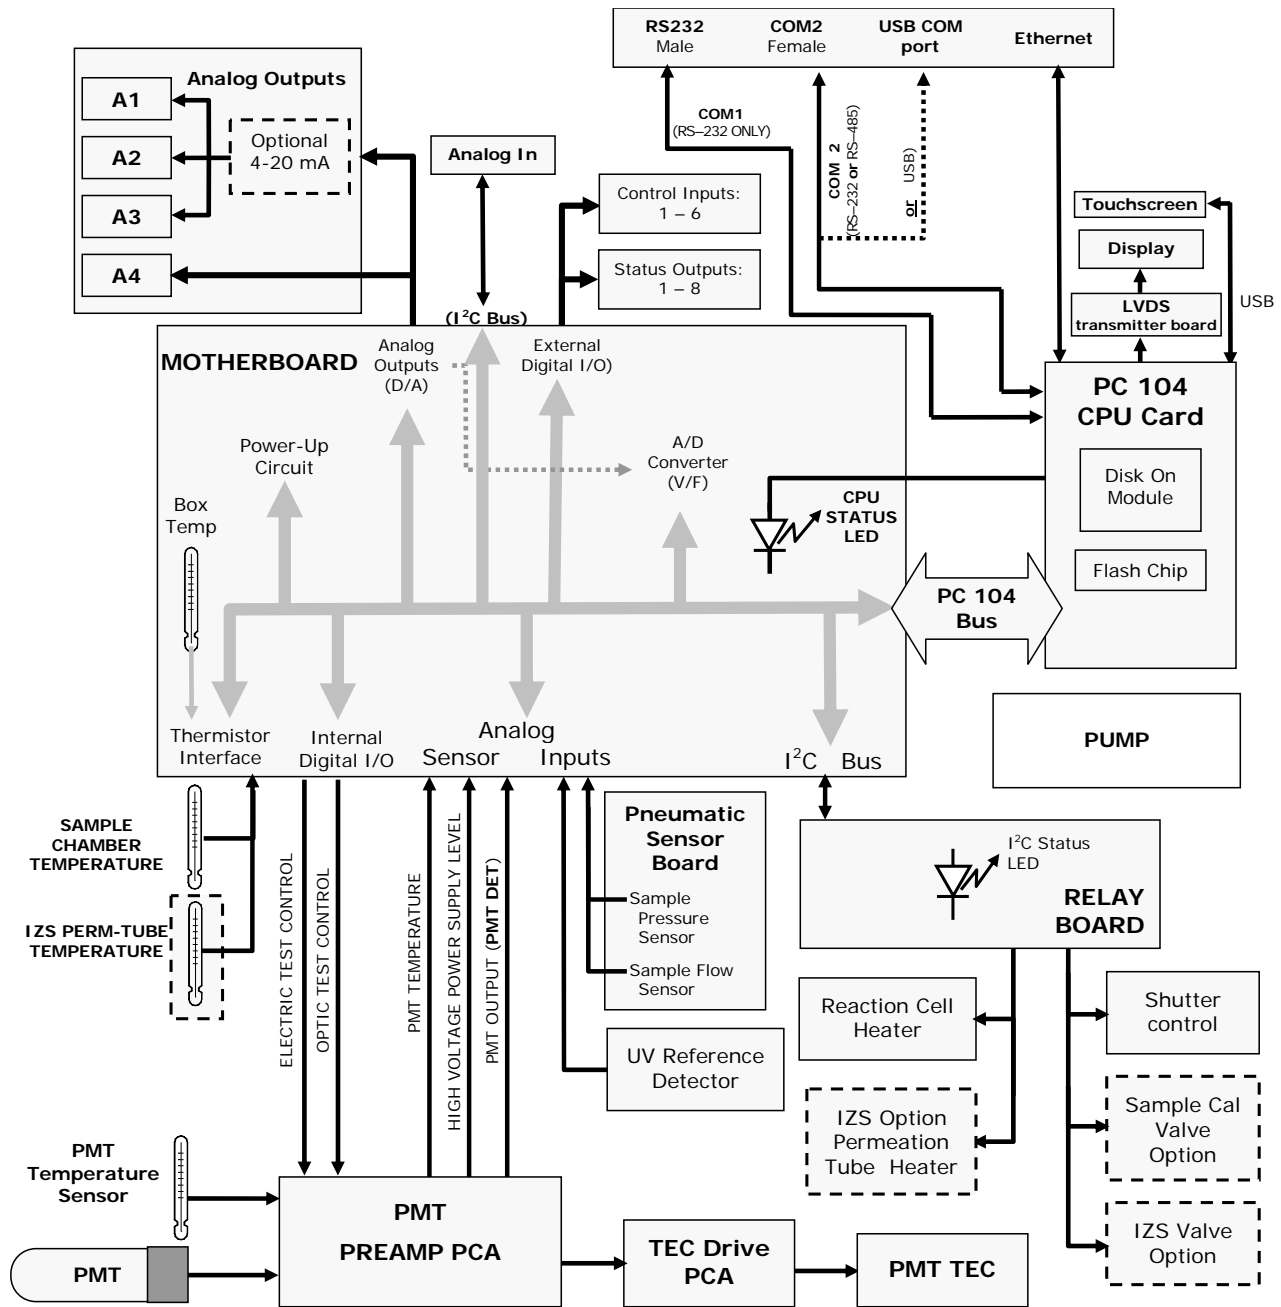 RS232
Male
COM2
Female
USB COM
port
Ethernet
Analog Outputs
A1
A2
A3
A4
Optional
4-20 mA
Analog In
Control Inputs:
1 – 6
Status Outputs:
1 – 8
COM1
(RS–232 ONLY)
COM 2
(RS–232 or RS–485)
or USB)
Touchscreen
Display
LVDS
transmitter board
USB
(I²C Bus)
MOTHERBOARD
Analog
Outputs
(D/A)
External
Digital I/O)
Power-Up
Circuit
A/D
Converter
(V/F)
Box
Temp
CPU
STATUS
LED
PC 104
CPU Card
Disk On
Module
Flash Chip
PC 104
Bus
Thermistor
Interface
Internal
Digital I/O
Analog
Sensor Inputs
I²C Bus
PUMP
SAMPLE
CHAMBER
TEMPERATURE
IZS PERM-TUBE
TEMPERATURE
ELECTRIC TEST CONTROL
OPTIC TEST CONTROL
PMT TEMPERATURE
HIGH VOLTAGE POWER SUPPLY LEVEL
PMT OUTPUT (PMT DET)
Pneumatic
Sensor
Board
Sample
Pressure
Sensor
Sample Flow
Sensor
UV Reference
Detector
I²C Status
LED
RELAY
BOARD
Reaction Cell
Heater
IZS Option
Permeation
Tube Heater
Shutter
control
Sample Cal
Valve
Option
IZS Valve
Option
PMT
Temperature
Sensor
PMT
PMT
PREAMP PCA
TEC Drive
PCA
PMT TEC